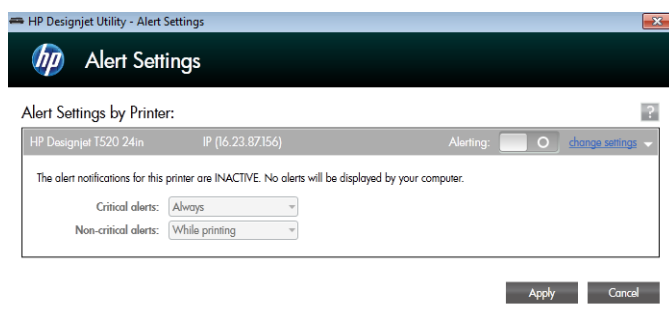 HP Designjet Utility - Alert Settings
hp Alert Settings
Alert Settings by Printer:
?
HP Designjet T520 24in IP (16.23.87.156) Alerting: O change settings
The alert notifications for this printer are INACTIVE. No alerts will be displayed by your computer.
Critical alerts: Always
Non-critical alerts: While printing
Apply Cancel